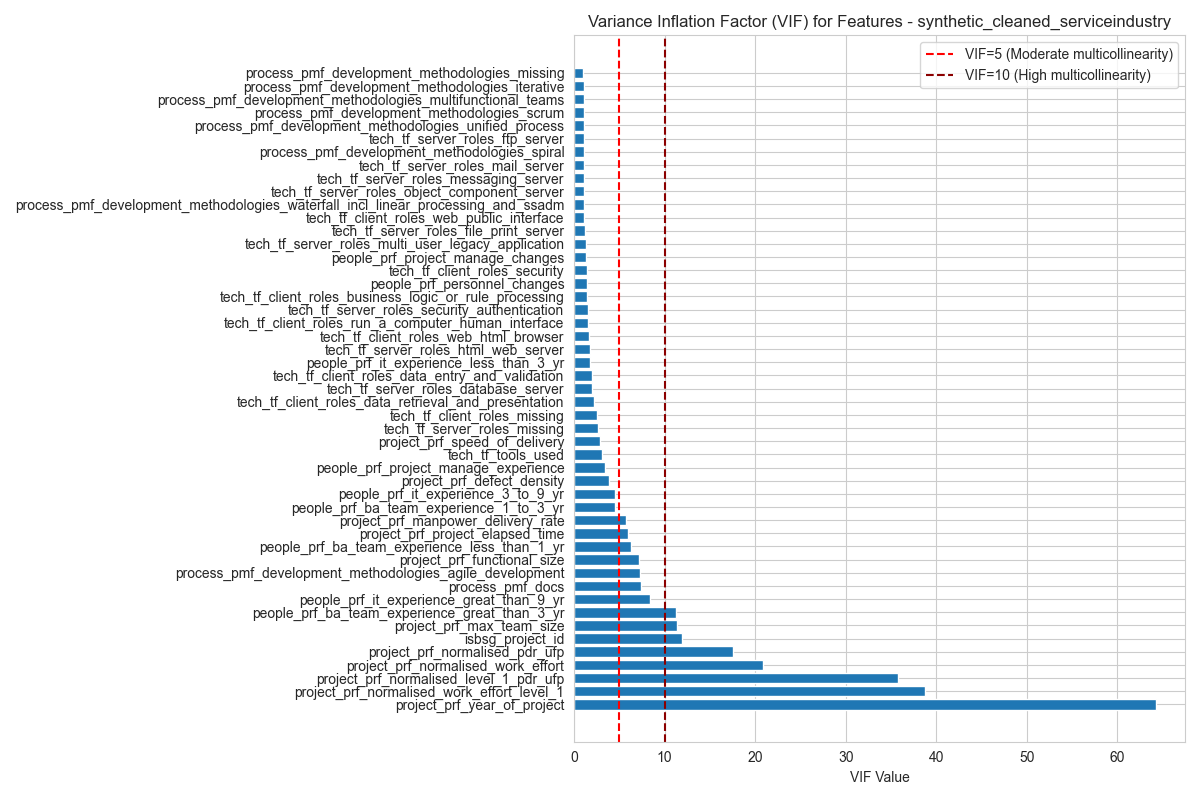 Variance Inflation Factor (VIF) for Features - synthetic_cleaned_serviceindustry
VIF=5 (Moderate multicollinearity)
VIF=10 (High multicollinearity)
process_pmf_development_methodologies_missing
process_pmf_development_methodologies_iterative
process_pmf_development_methodologies_multifunctional_teams
process_pmf_development_methodologies_scrum
process_pmf_development_methodologies_unified_process
tech_tf_server_roles_ftp_server
process_pmf_development_methodologies_spiral
tech_tf_server_roles_mail_server
tech_tf_server_roles_messaging_server
tech_tf_server_roles_object_component_server
process_pmf_development_methodologies_waterfall_incl_linear_processing_and_ssadm
tech_tf_client_roles_web_public_interface
tech_tf_server_roles_file_print_server
tech_tf_server_roles_multi_user_legacy_application
people_prf_project_manage_changes
tech_tf_client_roles_security
people_prf_personnel_changes
tech_tf_client_roles_business_logic_or_rule_processing
tech_tf_server_roles_security_authentication
tech_tf_client_roles_run_a_computer_human_interface
tech_tf_client_roles_web_html_browser
tech_tf_server_roles_html_web_server
people_prf_it_experience_less_than_3_yr
tech_tf_client_roles_data_entry_and_validation
tech_tf_server_roles_database_server
tech_tf_client_roles_data_retrieval_and_presentation
tech_tf_client_roles_missing
tech_tf_server_roles_missing
project_prf_speed_of_delivery
tech_tf_tools_used
people_prf_project_manage_experience
project_prf_defect_density
people_prf_it_experience_3_to_9_yr
people_prf_ba_team_experience_1_to_3_yr
project_prf_manpower_delivery_rate
project_prf_project_elapsed_time
people_prf_ba_team_experience_less_than_1_yr
project_prf_functional_size
process_pmf_development_methodologies_agile_development
process_pmf_docs
people_prf_it_experience_great_than_9_yr
people_prf_ba_team_experience_great_than_3_yr
project_prf_max_team_size
isbsg_project_id
project_prf_normalised_pdr_ufp
project_prf_normalised_work_effort
project_prf_normalised_level_1_pdr_ufp
project_prf_normalised_work_effort_level_1
project_prf_year_of_project
0 10 20 30 40 50 60
VIF Value